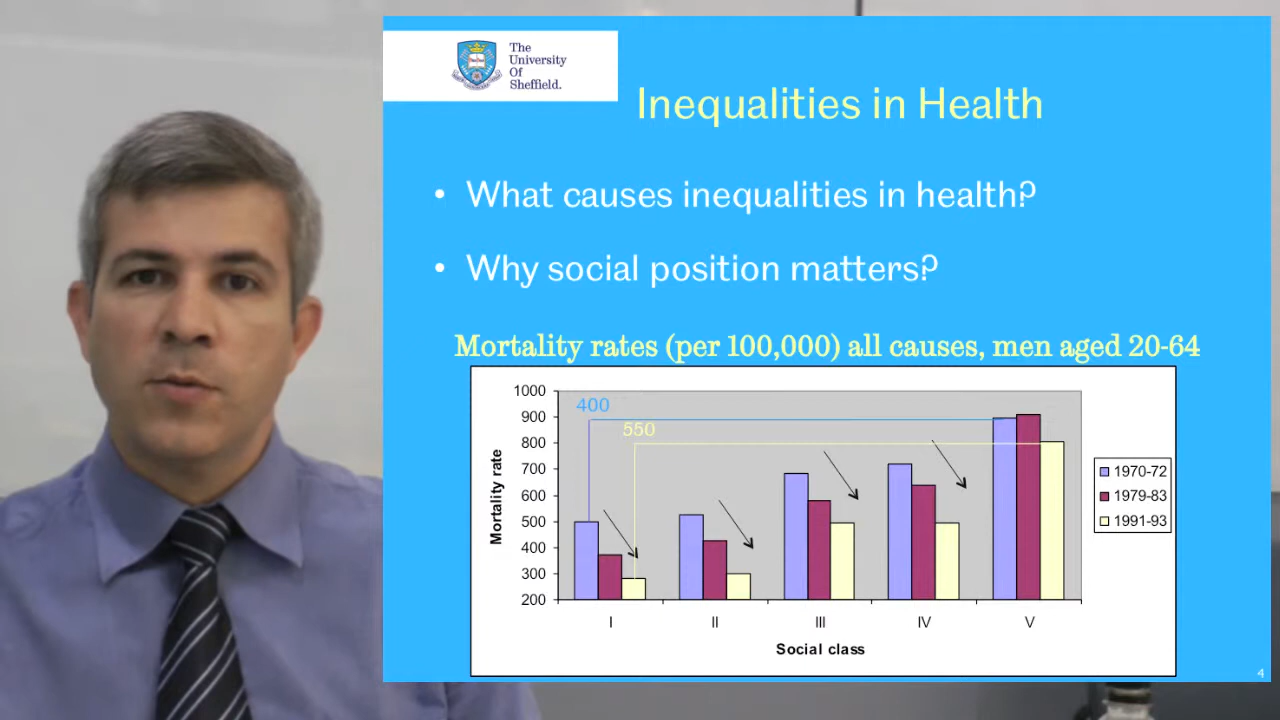 The
University
Of
Sheffield.
Inequalities in Health
• What causes inequalities in health?
• Why social position matters?
Mortality rates (per 100,000) all causes, men aged 20-64
1000
900
800
700
600
500
400
300
200
Mortality rate
400
550
I II III IV V
Social class
1970-72
1979-83
1991-93
4